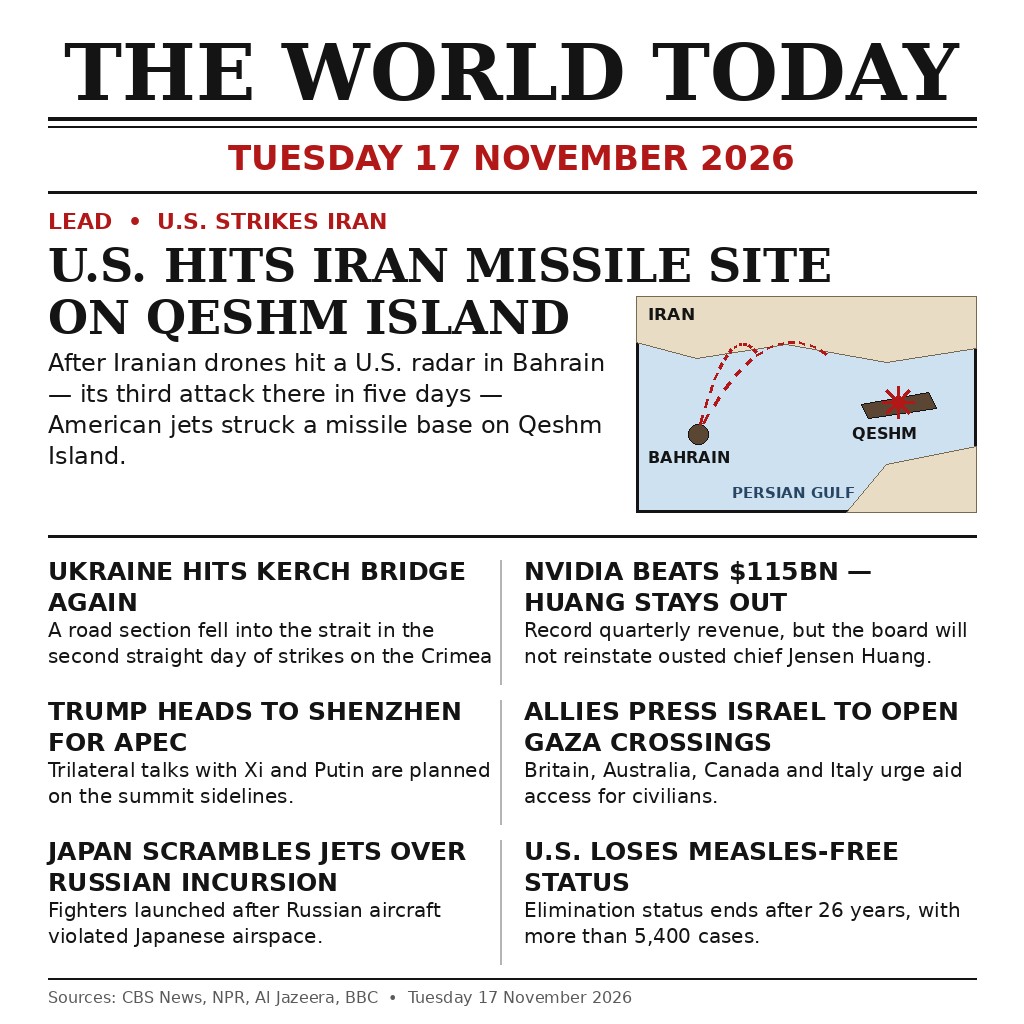 THE WORLD TODAY
TUESDAY 17 NOVEMBER 2026
LEAD • U.S. STRIKES IRAN
U.S. HITS IRAN MISSILE SITE
ON QESHM ISLAND
After Iranian drones hit a U.S. radar in Bahrain
— its third attack there in five days —
American jets struck a missile base on Qeshm
Island.
IRAN
QESHM
BAHRAIN
PERSIAN GULF
UKRAINE HITS KERCH BRIDGE
AGAIN
A road section fell into the strait in the
second straight day of strikes on the Crimea
NVIDIA BEATS $115BN —
HUANG STAYS OUT
Record quarterly revenue, but the board will
not reinstate ousted chief Jensen Huang.
TRUMP HEADS TO SHENZHEN
FOR APEC
Trilateral talks with Xi and Putin are planned
on the summit sidelines.
ALLIES PRESS ISRAEL TO OPEN
GAZA CROSSINGS
Britain, Australia, Canada and Italy urge aid
access for civilians.
JAPAN SCRAMBLES JETS OVER
RUSSIAN INCURSION
Fighters launched after Russian aircraft
violated Japanese airspace.
U.S. LOSES MEASLES-FREE
STATUS
Elimination status ends after 26 years, with
more than 5,400 cases.
Sources: CBS News, NPR, Al Jazeera, BBC • Tuesday 17 November 2026